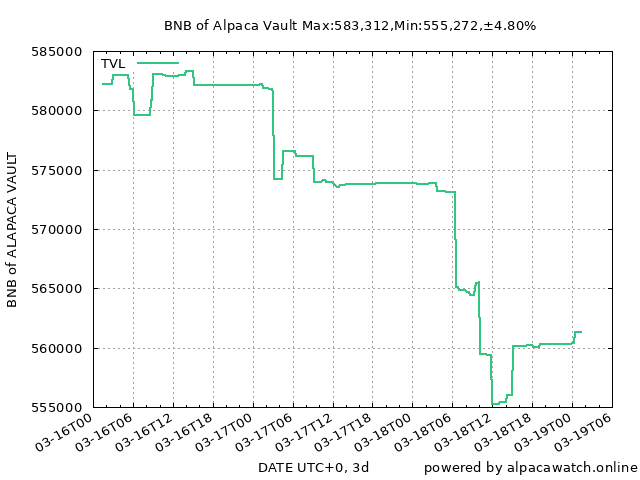 BNB of Alpaca Vault Max:583,312,Min:555,272,±4.80%
TVL
585000
580000
575000
570000
565000
560000
555000
BNB of ALAPACA VAULT
03-16T00
03-16T06
03-16T12
03-16T18
03-17T00
03-17T06
03-17T12
03-17T18
03-18T00
03-18T06
03-18T12
03-18T18
03-19T00
03-19T06
DATE UTC+0, 3d
powered by alpacawatch.online